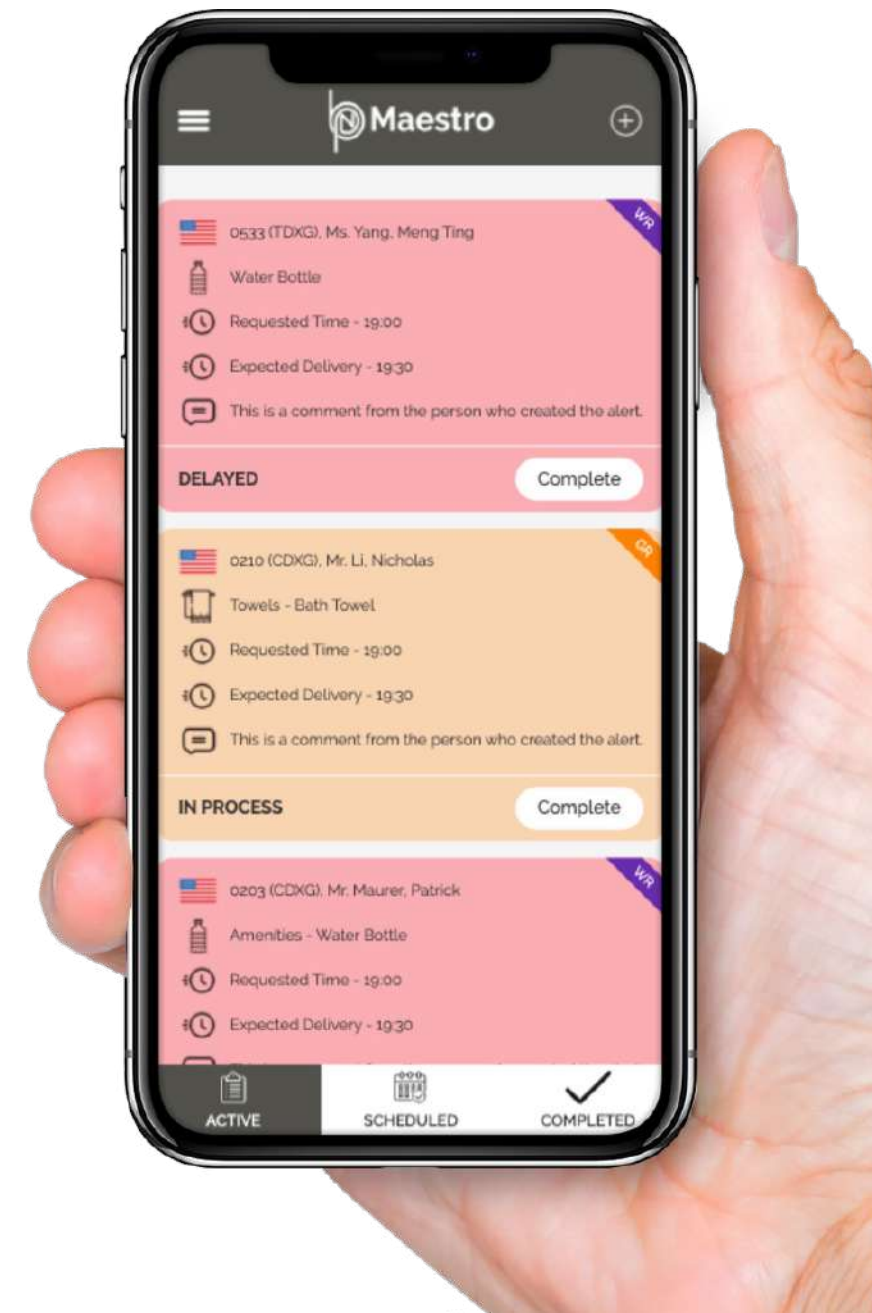 Maestro
WR
0533 (TDXG), Ms. Yang, Meng Ting
Water Bottle
Requested Time - 19:00
Expected Delivery - 19:30
This is a comment from the person who created the alert.
DELAYED
Complete
GR
0210 (CDXG), Mr. Li, Nicholas
Towels - Bath Towel
Requested Time - 19:00
Expected Delivery - 19:30
This is a comment from the person who created the alert.
IN PROCESS
Complete
WR
0203 (CDXG), Mr. Maurer, Patrick
Amenities - Water Bottle
Requested Time - 19:00
Expected Delivery - 19:30
ACTIVE
SCHEDULED
COMPLETED